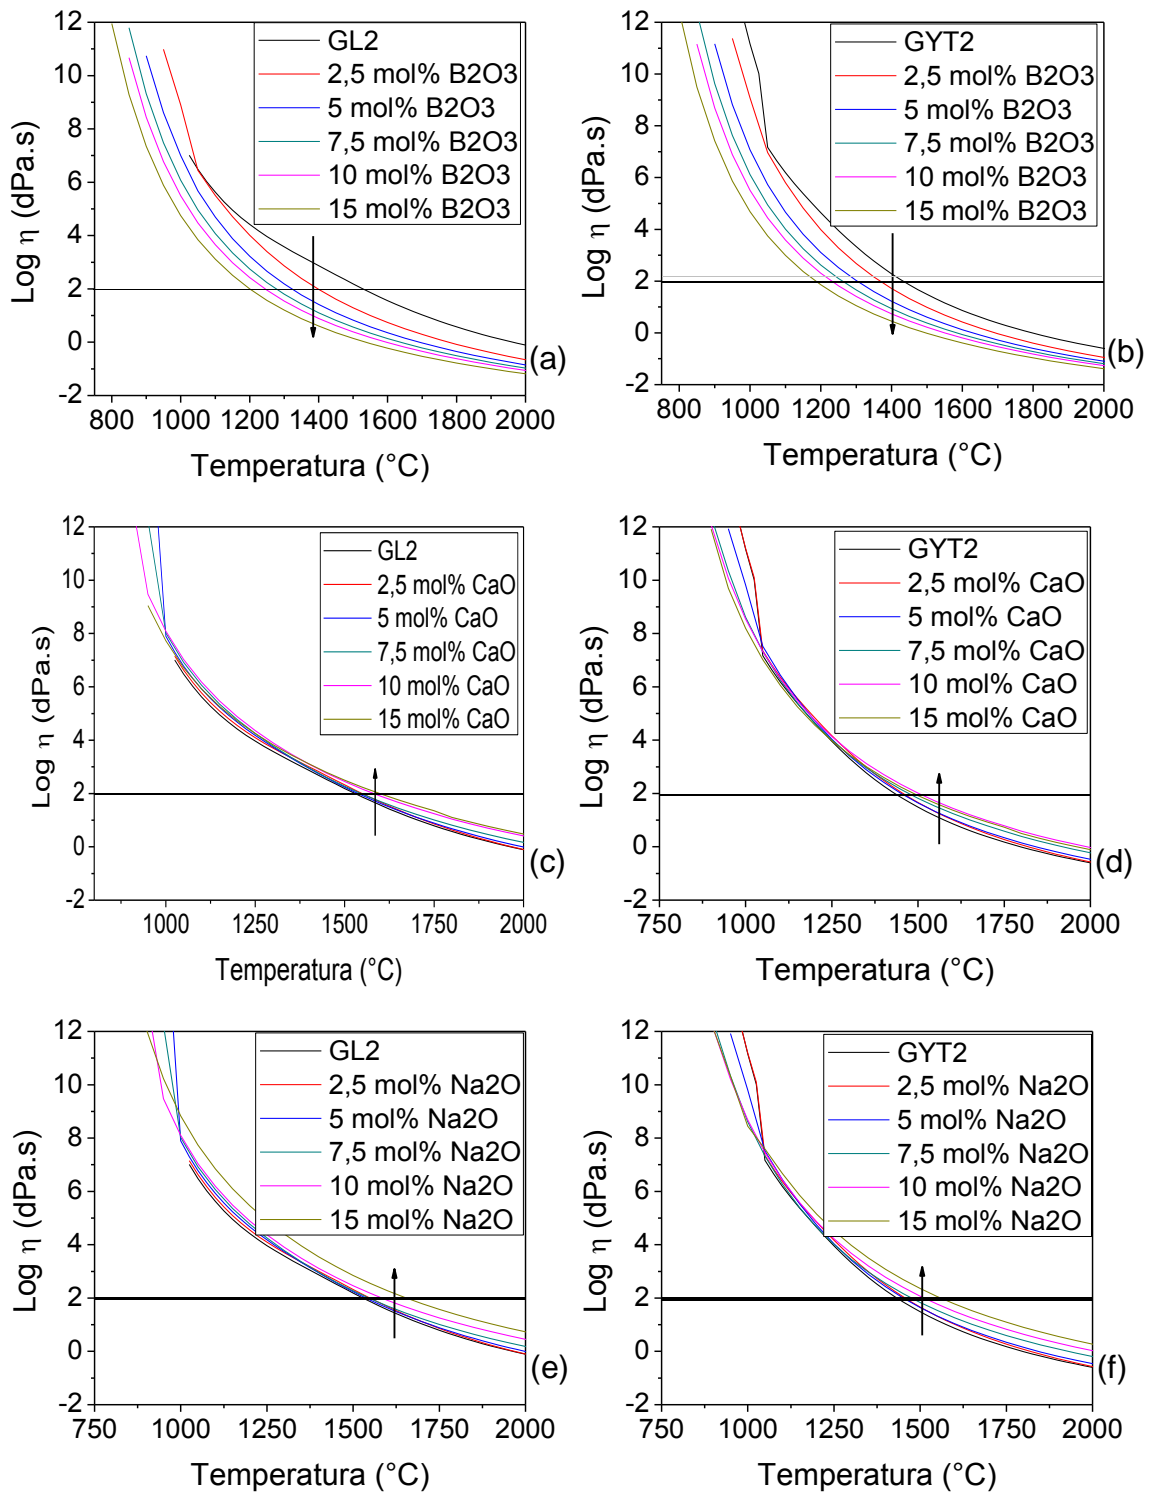 12
10
8
6
4
2
0
-2
Log η (dPa.s)
GL2
2,5 mol% B2O3
5 mol% B2O3
7,5 mol% B2O3
10 mol% B2O3
15 mol% B2O3
(a)
800 1000 1200 1400 1600 1800 2000
Temperatura (°C)
12
10
8
6
4
2
0
-2
Log η (dPa.s)
GYT2
2,5 mol% B2O3
5 mol% B2O3
7,5 mol% B2O3
10 mol% B2O3
15 mol% B2O3
(b)
800 1000 1200 1400 1600 1800 2000
Temperatura (°C)
12
10
8
6
4
2
0
-2
Log η (dPa.s)
GL2
2,5 mol% CaO
5 mol% CaO
7,5 mol% CaO
10 mol% CaO
15 mol% CaO
(c)
1000 1250 1500 1750 2000
Temperatura (°C)
12
10
8
6
4
2
0
-2
Log η (dPa.s)
GYT2
2,5 mol% CaO
5 mol% CaO
7,5 mol% CaO
10 mol% CaO
15 mol% CaO
(d)
750 1000 1250 1500 1750 2000
Temperatura (°C)
12
10
8
6
4
2
0
-2
Log η (dPa.s)
GL2
2,5 mol% Na2O
5 mol% Na2O
7,5 mol% Na2O
10 mol% Na2O
15 mol% Na2O
(e)
750 1000 1250 1500 1750 2000
Temperatura (°C)
12
10
8
6
4
2
0
-2
Log η (dPa.s)
GYT2
2,5 mol% Na2O
5 mol% Na2O
7,5 mol% Na2O
10 mol% Na2O
15 mol% Na2O
(f)
750 1000 1250 1500 1750 2000
Temperatura (°C)